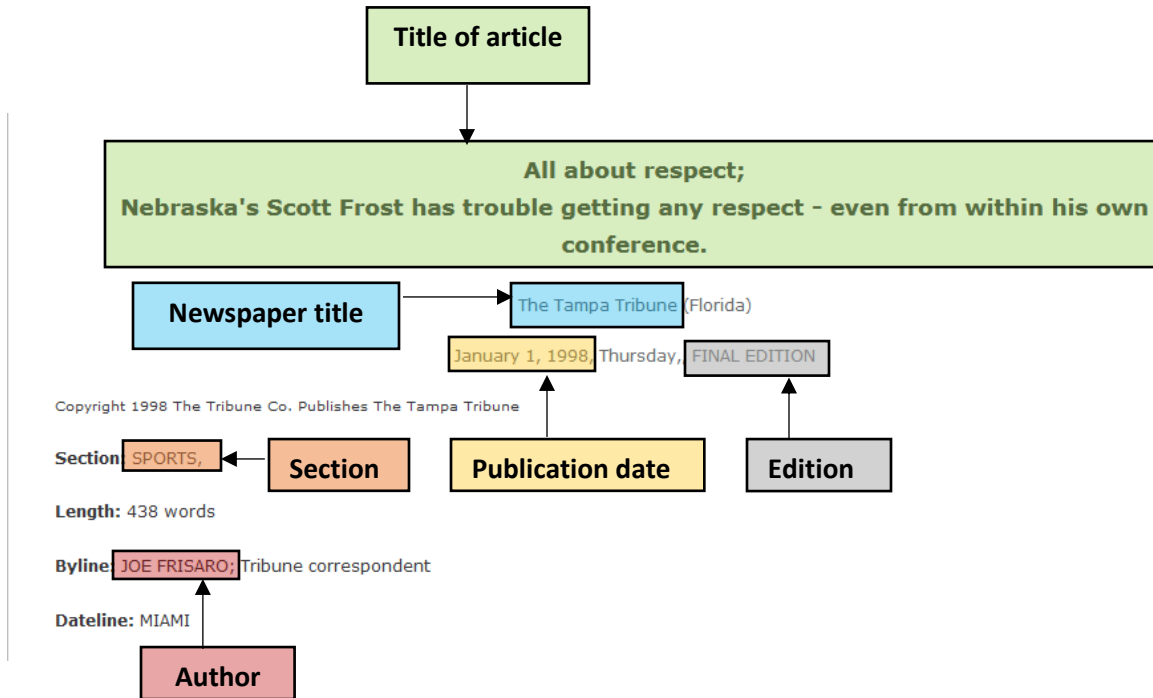 Title of article
All about respect;
Nebraska's Scott Frost has trouble getting any respect - even from within his own
conference.
Newspaper title
The Tampa Tribune (Florida)
January 1, 1998, Thursday,, FINAL EDITION
Copyright 1998 The Tribune Co. Publishes The Tampa Tribune
Section: SPORTS,
Section
Publication date
Edition
Length: 438 words
Byline: JOE FRISARO; Tribune correspondent
Dateline: MIAMI
Author